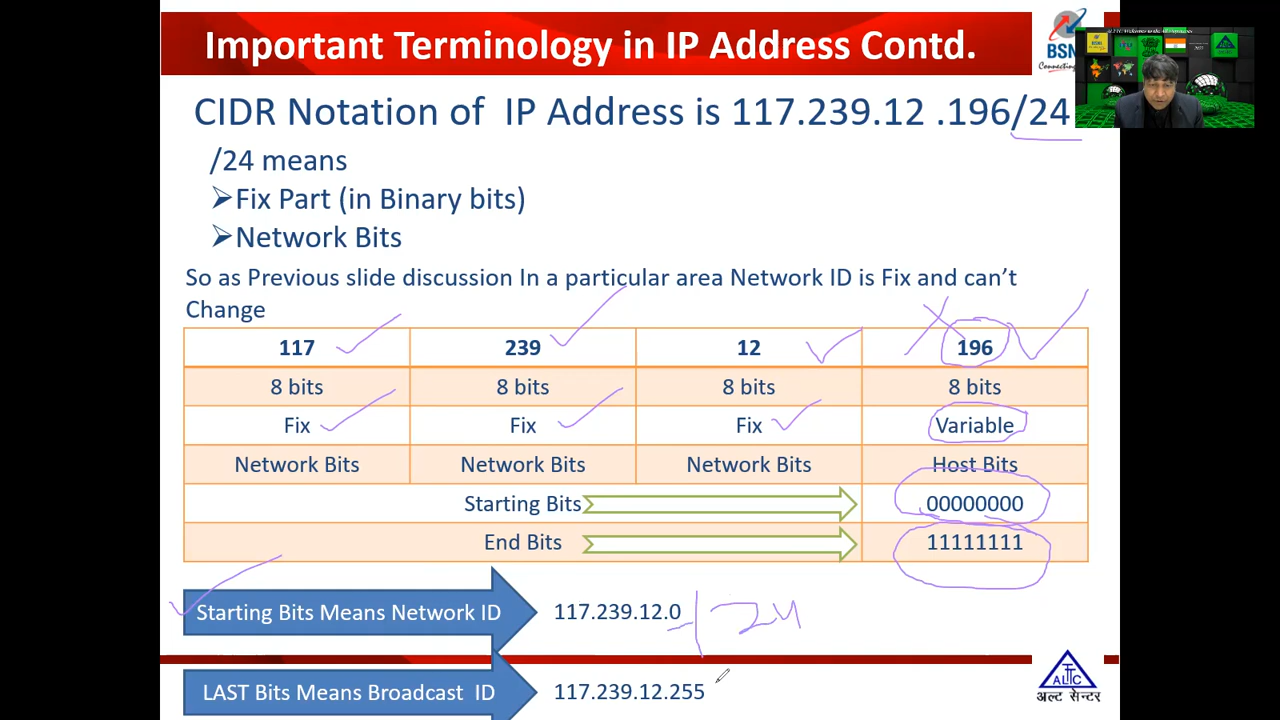 Important Terminology in IP Address Contd.
BSN
Connecting
CIDR Notation of IP Address is 117.239.12 .196/24
/24 means
Fix Part (in Binary bits)
Network Bits
So as Previous slide discussion In a particular area Network ID is Fix and can't
Change
117 239 12 196
8 bits 8 bits 8 bits 8 bits
Fix Fix Fix Variable
Network Bits Network Bits Network Bits Host Bits
Starting Bits 00000000
End Bits 11111111
Starting Bits Means Network ID 117.239.12.0 /24
LAST Bits Means Broadcast ID 117.239.12.255
ALTTC
अल्ट सेन्टर